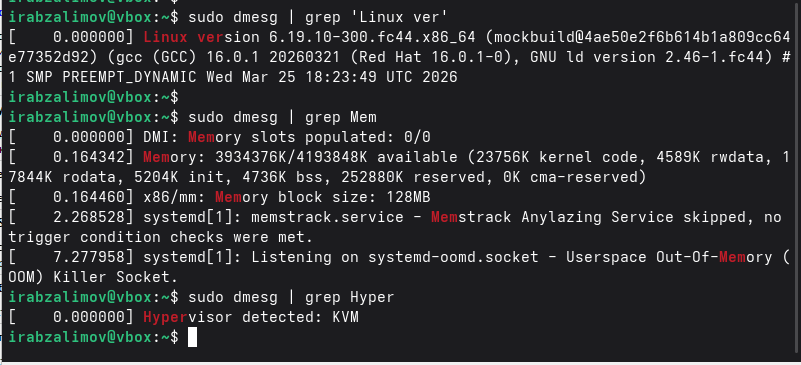 irabzalimov@vbox:~$ sudo dmesg | grep 'Linux ver'
[    0.000000] Linux version 6.19.10-300.fc44.x86_64 (mockbuild@4ae50e2f6b614b1a809cc64
e77352d92) (gcc (GCC) 16.0.1 20260321 (Red Hat 16.0.1-0), GNU ld version 2.46-1.fc44) #
1 SMP PREEMPT_DYNAMIC Wed Mar 25 18:23:49 UTC 2026
irabzalimov@vbox:~$
irabzalimov@vbox:~$ sudo dmesg | grep Mem
[    0.000000] DMI: Memory slots populated: 0/0
[    0.164342] Memory: 3934376K/4193848K available (23756K kernel code, 4589K rwdata, 1
7844K rodata, 5204K init, 4736K bss, 252880K reserved, 0K cma-reserved)
[    0.164460] x86/mm: Memory block size: 128MB
[    2.268528] systemd[1]: memstrack.service - Memstrack Anylazing Service skipped, no
trigger condition checks were met.
[    7.277958] systemd[1]: Listening on systemd-oomd.socket - Userspace Out-Of-Memory (
OOM) Killer Socket.
irabzalimov@vbox:~$ sudo dmesg | grep Hyper
[    0.000000] Hypervisor detected: KVM
irabzalimov@vbox:~$